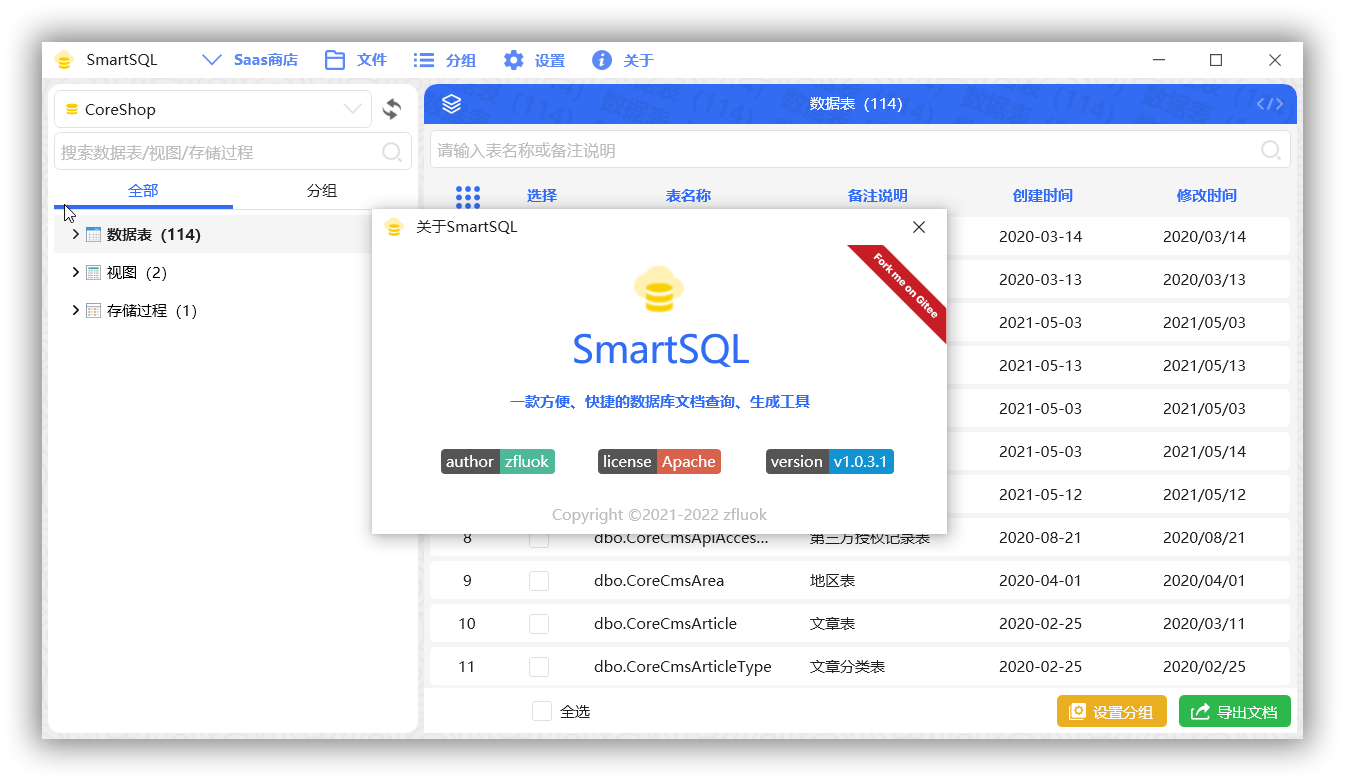 SmartSQL Saas商店 文件 分组 设置 关于
CoreShop
搜索数据表/视图/存储过程
全部 分组
数据表 (114)
视图 (2)
存储过程 (1)
数据表 (114) </>
请输入表名称或备注说明
选择 表名称 备注说明 创建时间 修改时间
2020-03-14 2020/03/14
2020-03-13 2020/03/13
2021-05-03 2021/05/03
2021-05-13 2021/05/13
2021-05-03 2021/05/03
2021-05-03 2021/05/14
2021-05-12 2021/05/12
8 dbo.CoreCmsApiAcces... 第三方授权记录表 2020-08-21 2020/08/21
9 dbo.CoreCmsArea 地区表 2020-04-01 2020/04/01
10 dbo.CoreCmsArticle 文章表 2020-02-25 2020/03/11
11 dbo.CoreCmsArticleType 文章分类表 2020-02-25 2020/02/25
全选 设置分组 导出文档
关于SmartSQL
Fork me on Gitee
SmartSQL
一款方便、快捷的数据库文档查询、生成工具
author zfluok license Apache version v1.0.3.1
Copyright ©2021-2022 zfluok